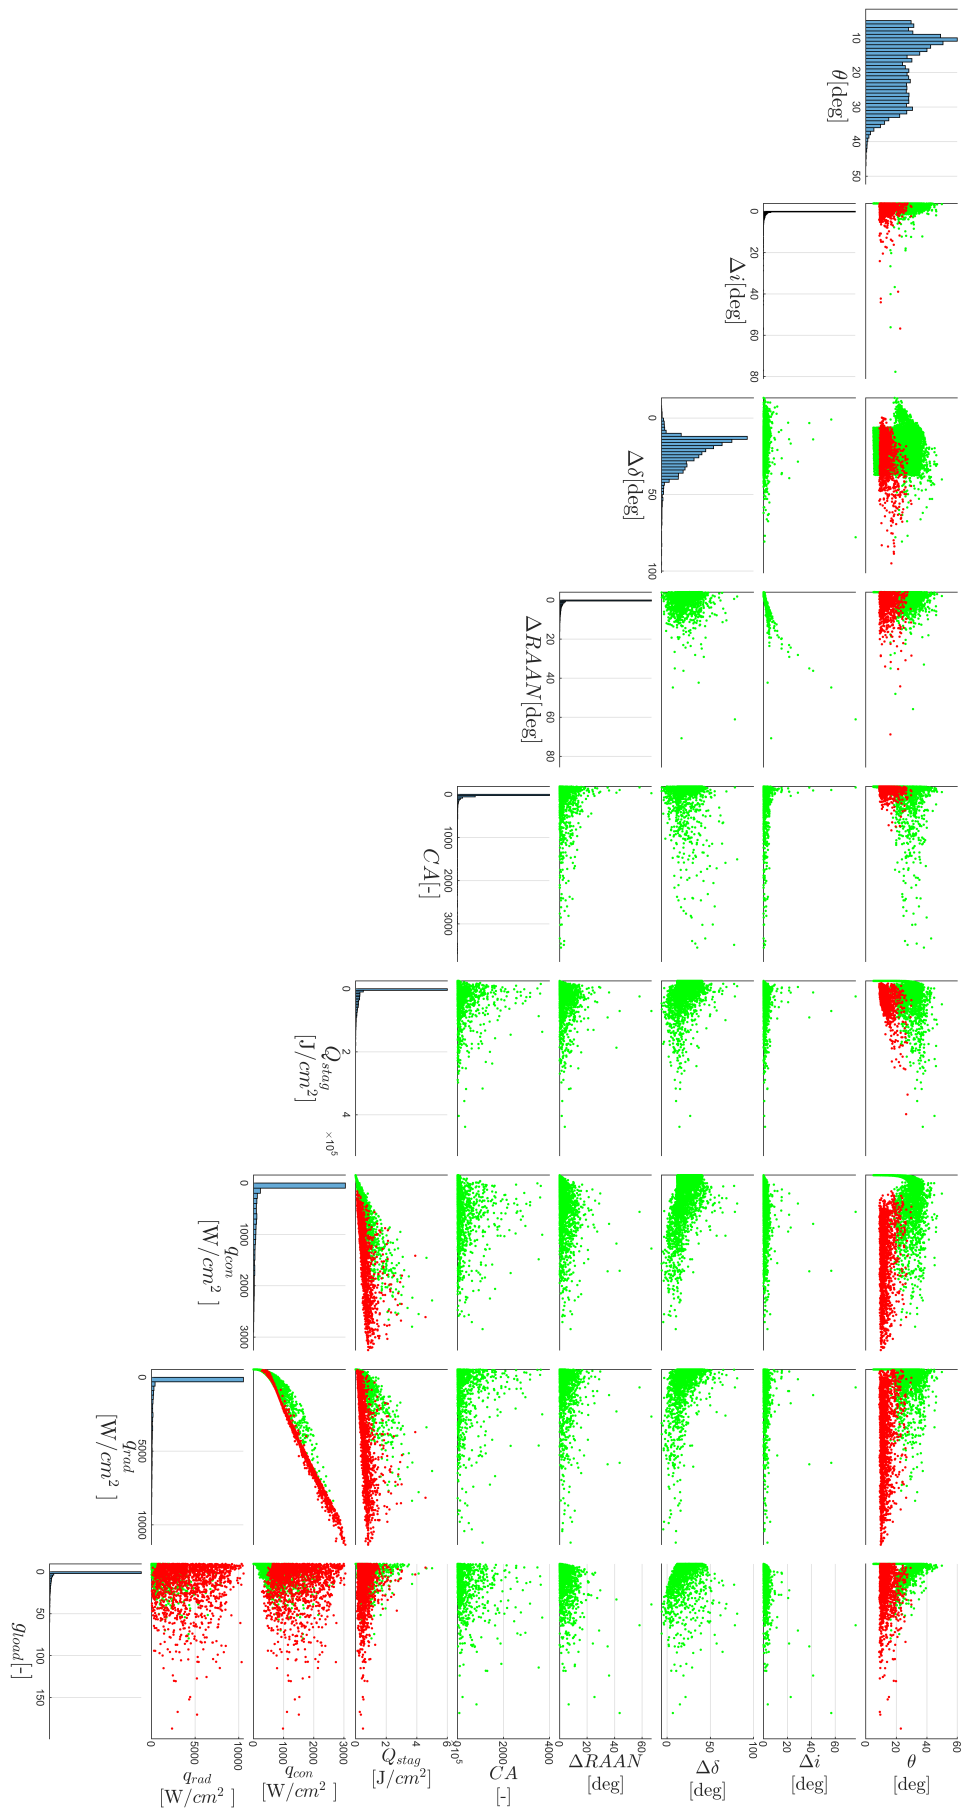 10
20
30
40
50
θ[deg]
0
20
40
60
80
Δi[deg]
0
50
100
Δδ[deg]
0
20
40
60
80
ΔRAAN[deg]
0
1000
2000
3000
CA[-]
0
2
4
×10⁵
Q_stag
[J/cm²]
0
1000
2000
3000
q_con
[W/cm² ]
0
5000
10000
q_rad
[W/cm² ]
0
50
100
150
g_load[-]
0
5000
10000
q_rad
[W/cm² ]
0
1000
2000
3000
q_con
[W/cm² ]
0
2
4
6
×10⁵
Q_stag
[J/cm²]
0
2000
4000
CA
[-]
0
20
40
60
ΔRAAN
[deg]
0
50
100
Δδ
[deg]
0
20
40
60
Δi
[deg]
0
20
40
60
θ
[deg]